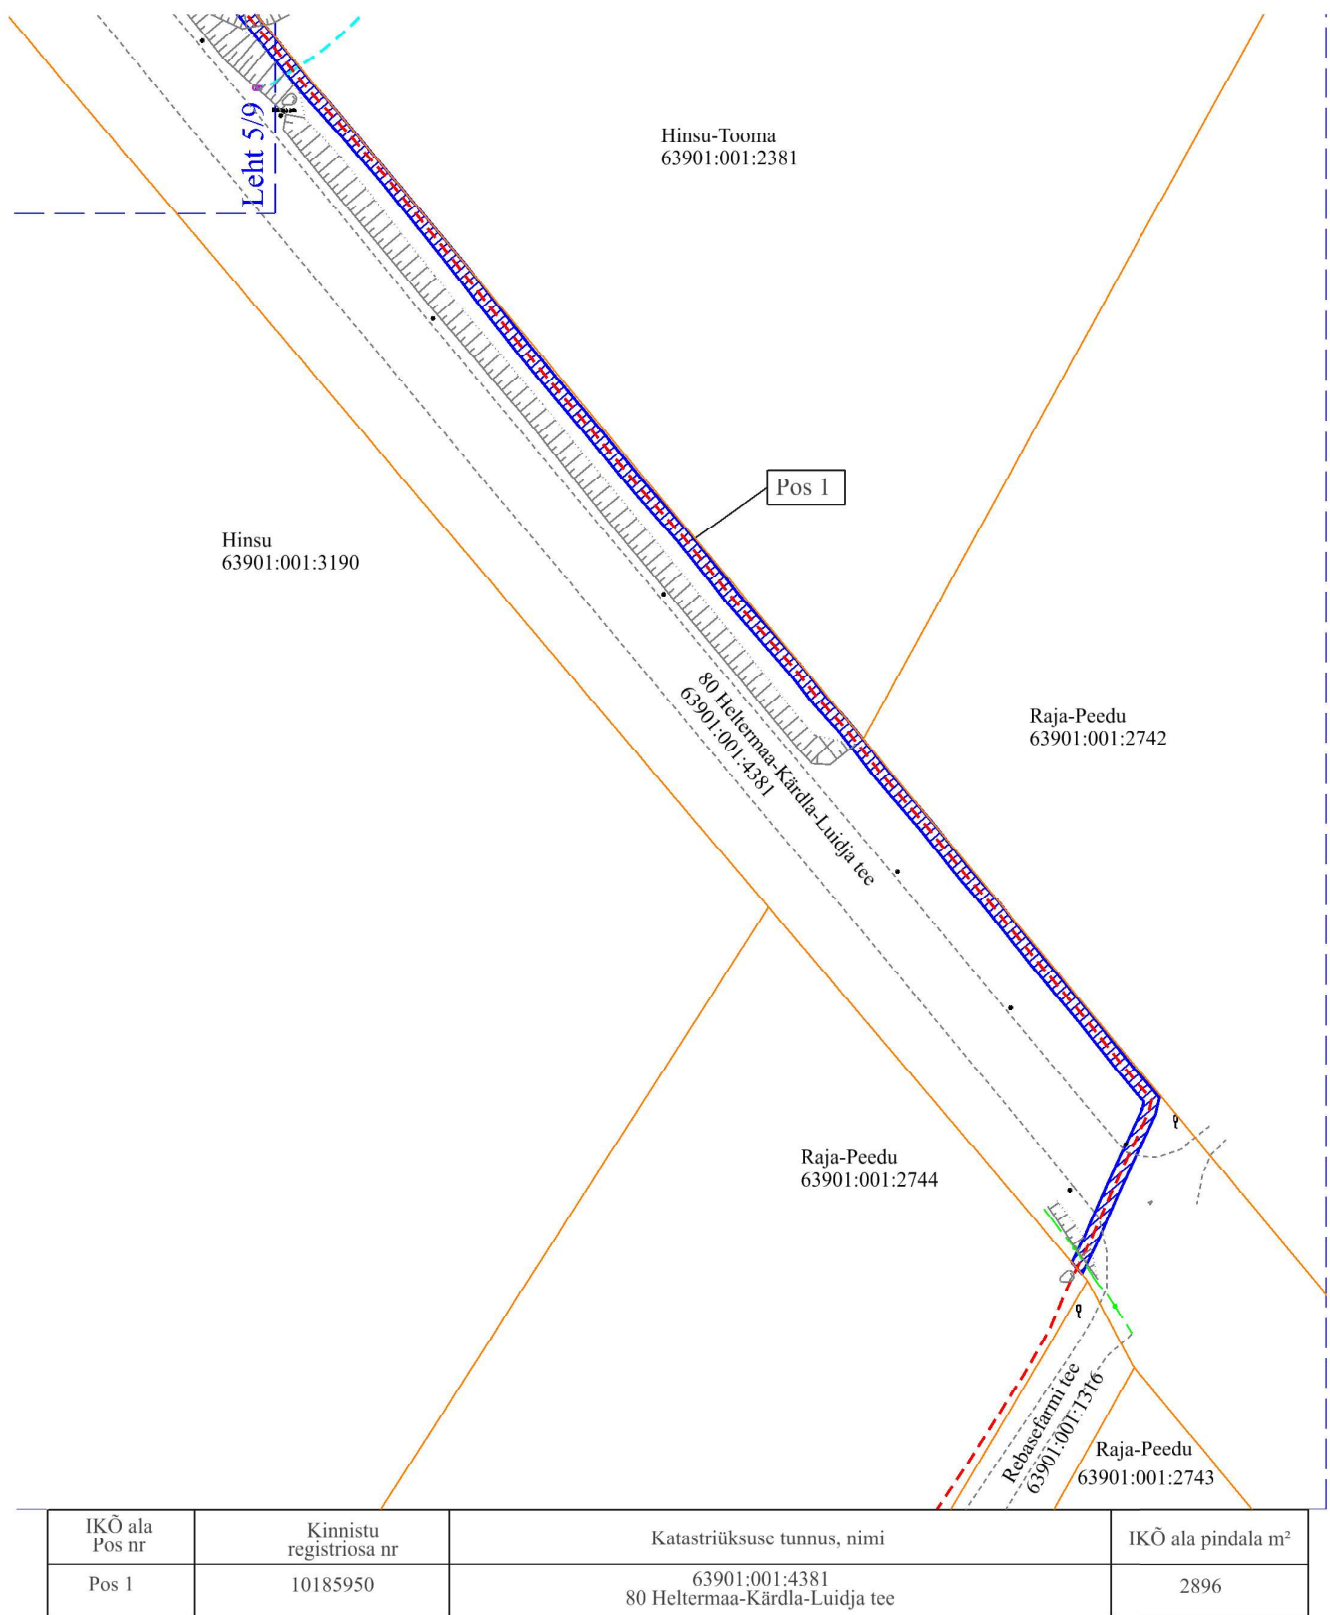 Leht 5/9
Hinsu-Tooma
63901:001:2381
Pos 1
Hinsu
63901:001:3190
80 Heltermaa-Kärdla-Luidja tee
63901:001:4381
Raja-Peedu
63901:001:2742
Raja-Peedu
63901:001:2744
Rebasefarmi tee
63901:001:1316
Raja-Peedu
63901:001:2743
IKÕ ala
Pos nr
Kinnistu
registriosa nr
Katastriüksuse tunnus, nimi
IKÕ ala pindala m²
Pos 1
10185950
63901:001:4381
80 Heltermaa-Kärdla-Luidja tee
2896